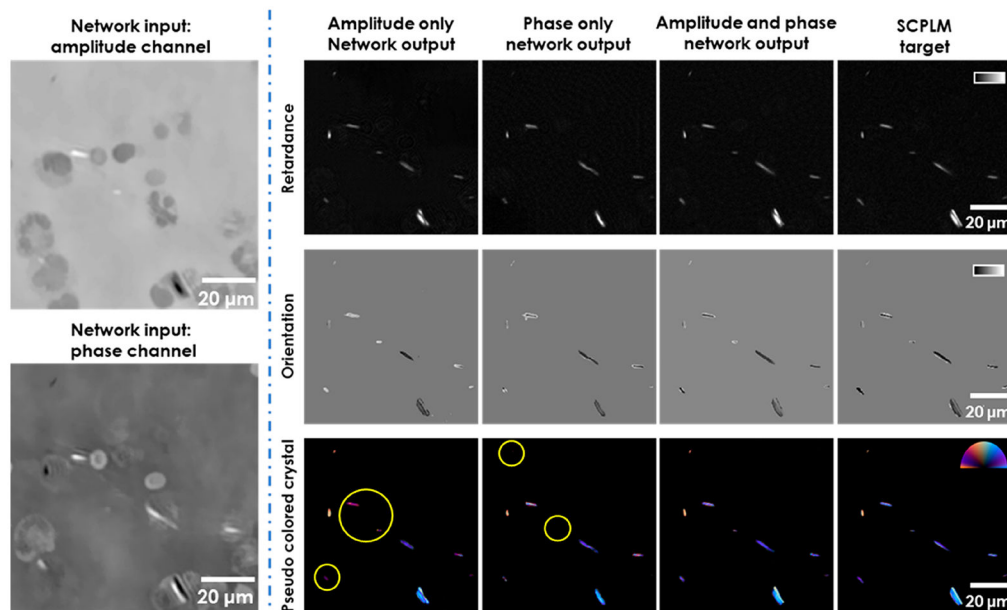 Network input:
amplitude channel
20 µm
Network input:
phase channel
20 µm
Amplitude only
Network output
Phase only
network output
Amplitude and phase
network output
SCPLM
target
Retardance
20 µm
Orientation
20 µm
Pseudo colored crystal
20 µm